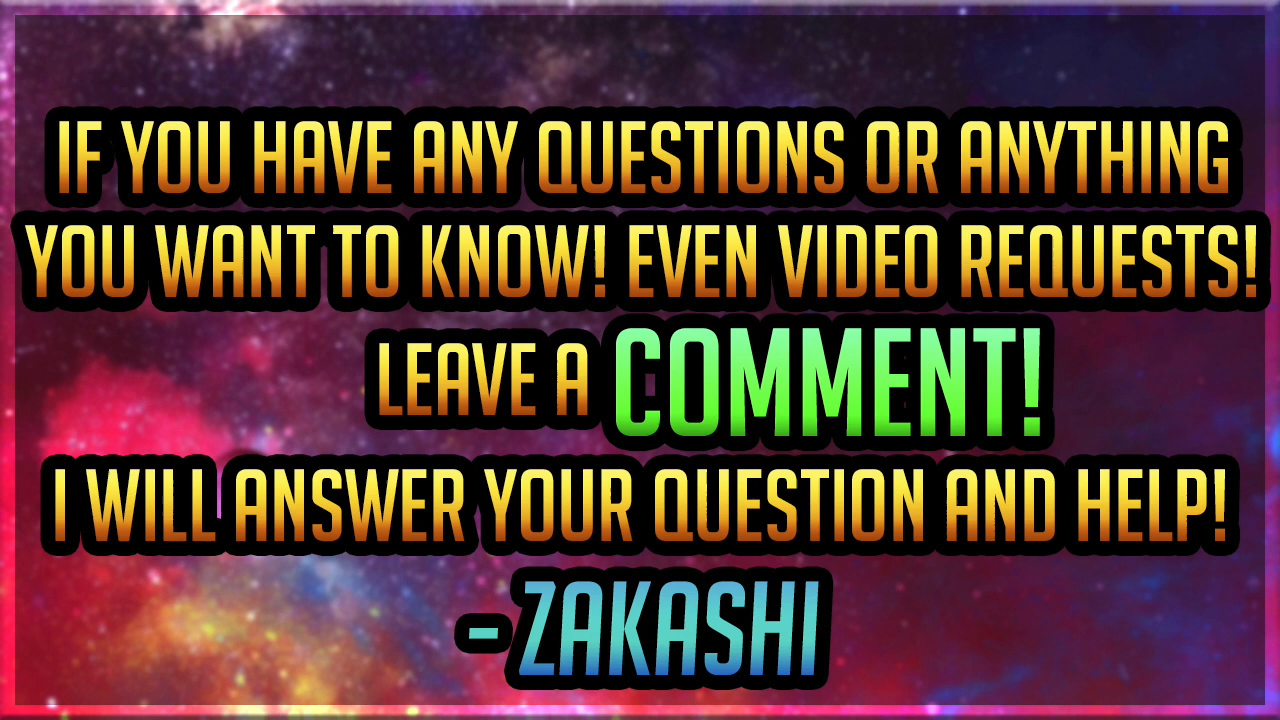 IF YOU HAVE ANY QUESTIONS OR ANYTHING
YOU WANT TO KNOW! EVEN VIDEO REQUESTS!
LEAVE A COMMENT!
I WILL ANSWER YOUR QUESTION AND HELP!
- ZAKASHI